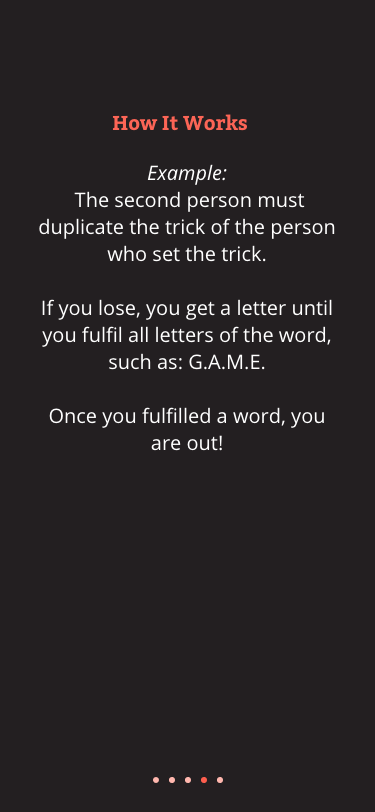 How It Works
Example:
The second person must
duplicate the trick of the person
who set the trick.
If you lose, you get a letter until
you fulfil all letters of the word,
such as: G.A.M.E.
Once you fulfilled a word, you
are out!